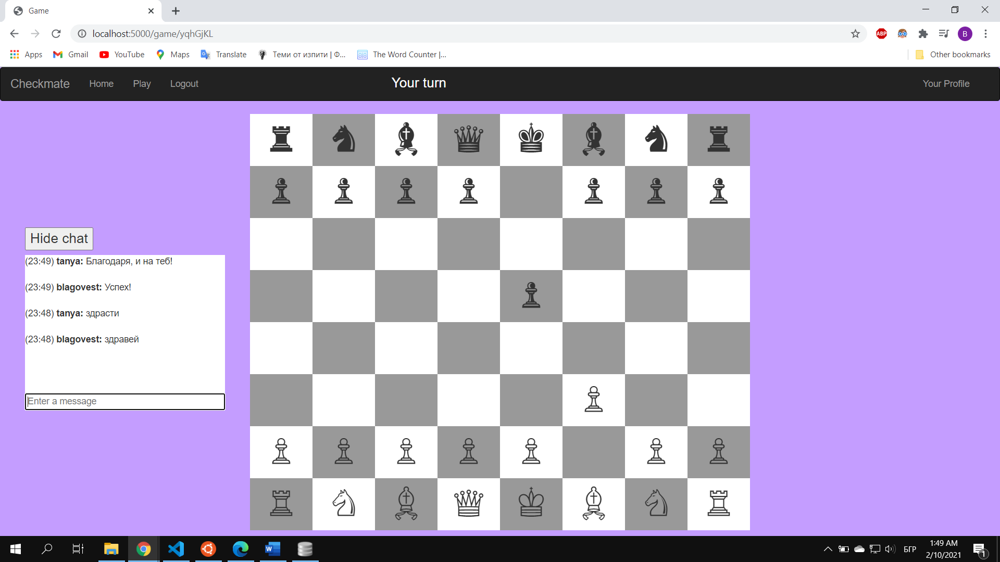 Game
localhost:5000/game/yqhGjKL
ABP
B
Apps
Gmail
YouTube
Maps
Translate
Теми от изпити | Ф...
The Word Counter |...
Other bookmarks
Checkmate
Home
Play
Logout
Your turn
Your Profile
Hide chat
(23:49) tanya: Благодаря, и на теб!
(23:49) blagovest: Успех!
(23:48) tanya: здрасти
(23:48) blagovest: здравей
Enter a message
БГР
1:49 AM
2/10/2021
1